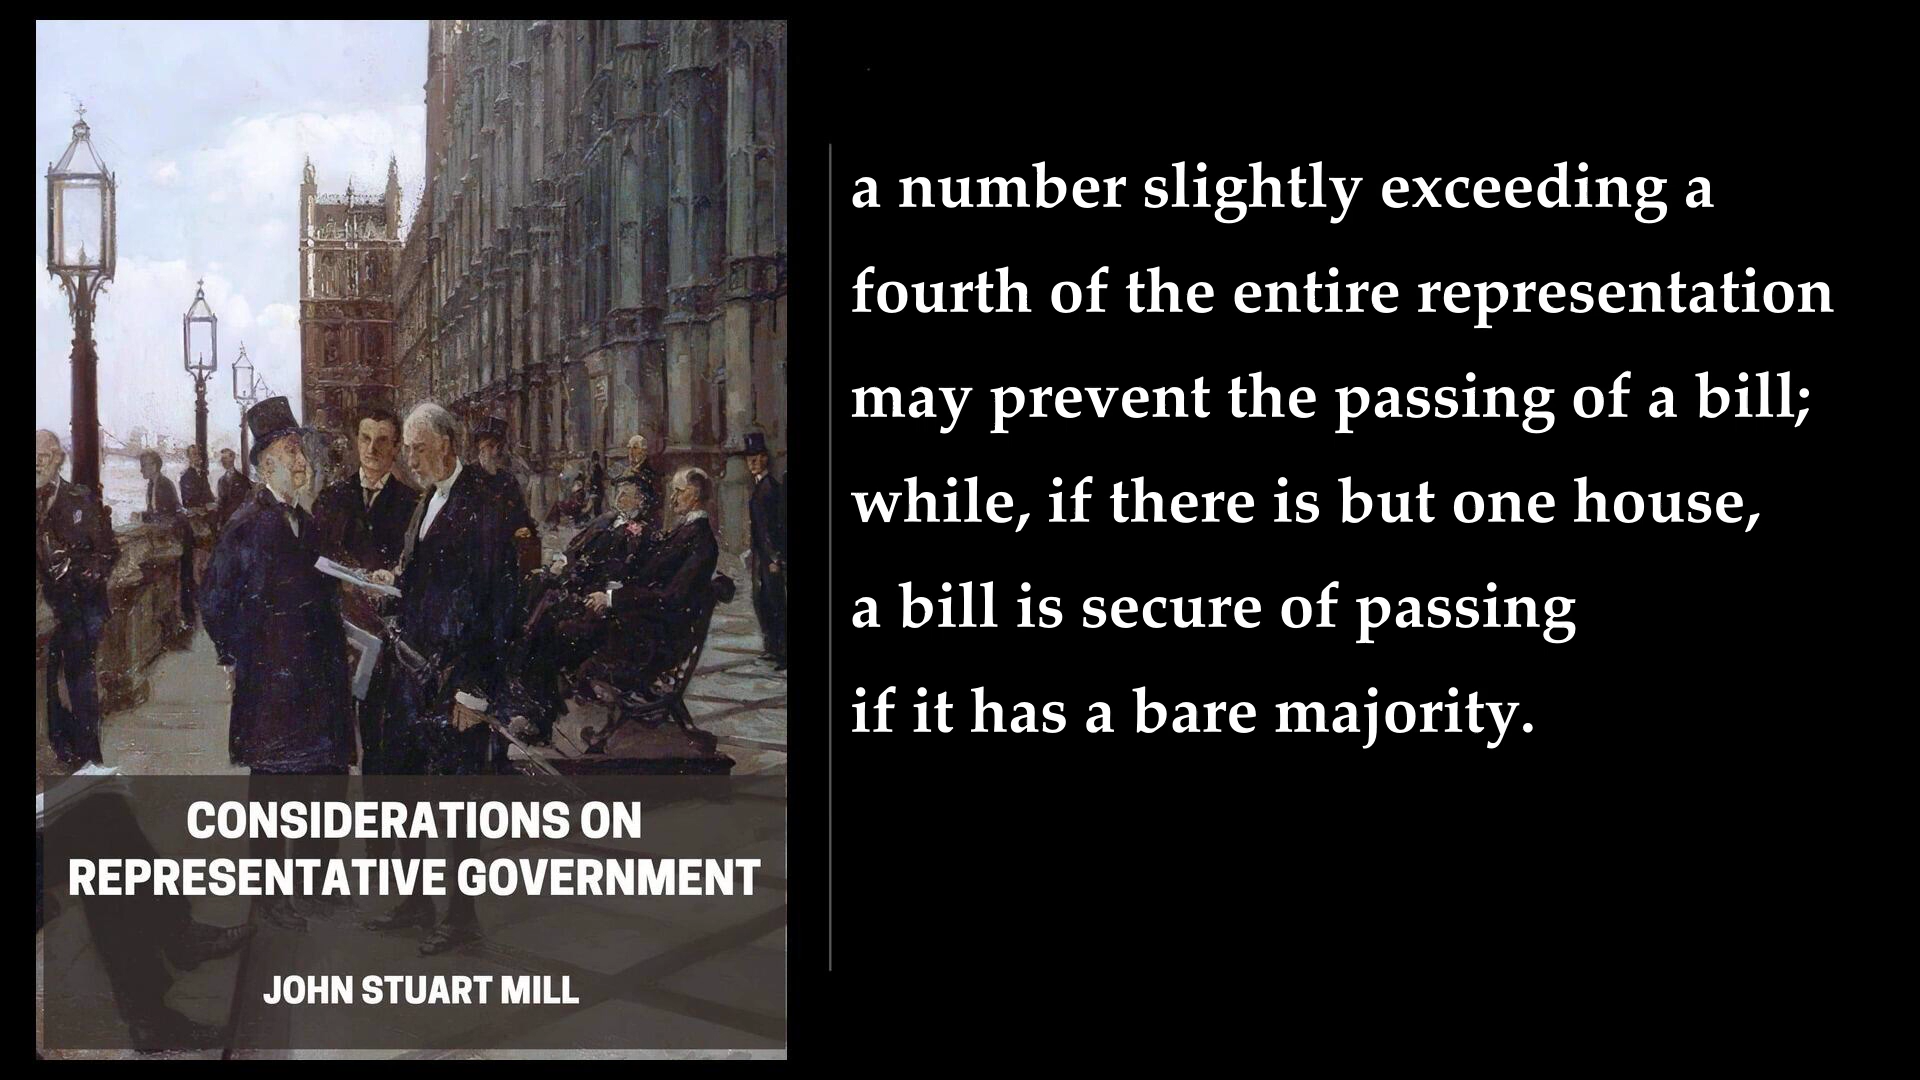 CONSIDERATIONS ON
REPRESENTATIVE GOVERNMENT
JOHN STUART MILL
a number slightly exceeding a
fourth of the entire representation
may prevent the passing of a bill;
while, if there is but one house,
a bill is secure of passing
if it has a bare majority.